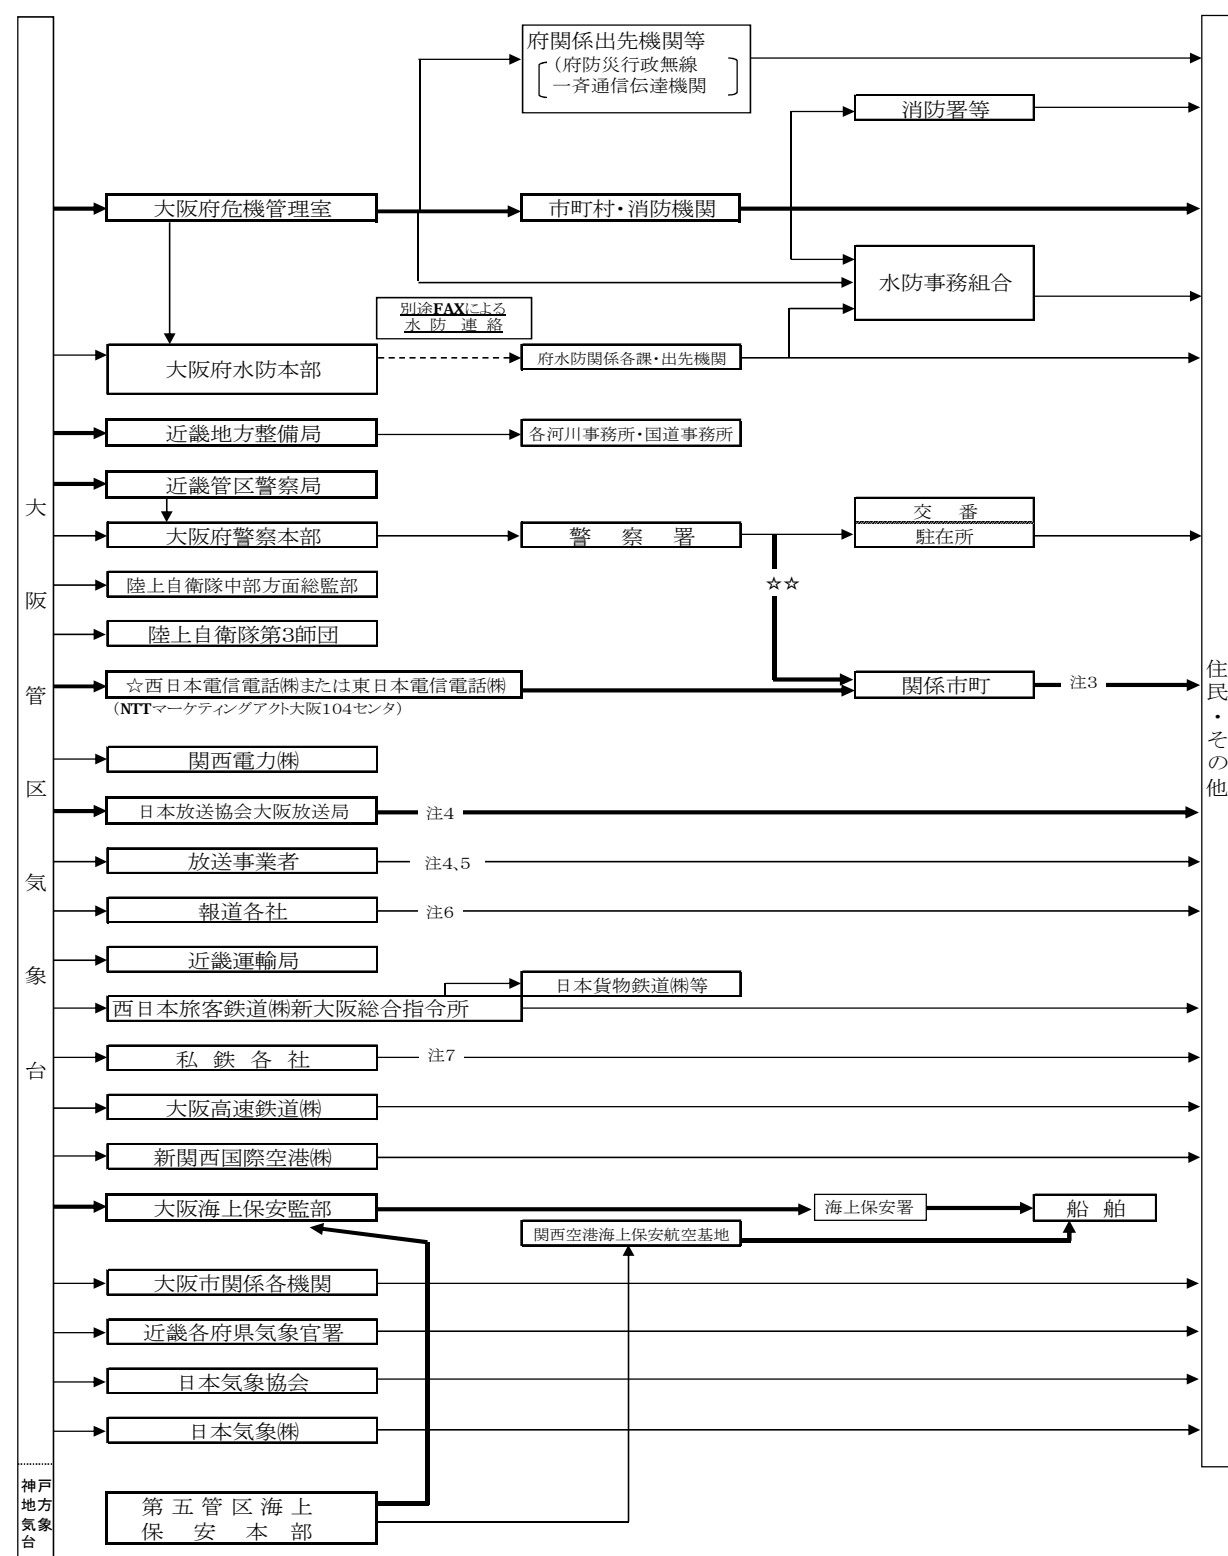 府関係出先機関等
(府防災行政無線
一斉通信伝達機関
消防署等
大阪府危機管理室
市町村・消防機関
水防事務組合
別途FAXによる
水防連絡
大阪府水防本部
府水防関係各課・出先機関
近畿地方整備局
各河川事務所・国道事務所
近畿管区警察局
大阪府警察本部
警察署
交番
駐在所
陸上自衛隊中部方面総監部
☆☆
陸上自衛隊第3師団
☆西日本電信電話㈱または東日本電信電話㈱
(NTTマーケティングアクト大阪104センタ)
関係市町
注3
関西電力㈱
日本放送協会大阪放送局
注4
放送事業者
注4、5
報道各社
注6
近畿運輸局
日本貨物鉄道㈱等
西日本旅客鉄道㈱新大阪総合指令所
私鉄各社
注7
大阪高速鉄道㈱
新関西国際空港㈱
大阪海上保安監部
海上保安署
船舶
関西空港海上保安航空基地
大阪市関係各機関
近畿各府県気象官署
日本気象協会
日本気象㈱
第五管区海上
保安本部
大阪管区気象台
神戸
地方
気象
台
住民・その他